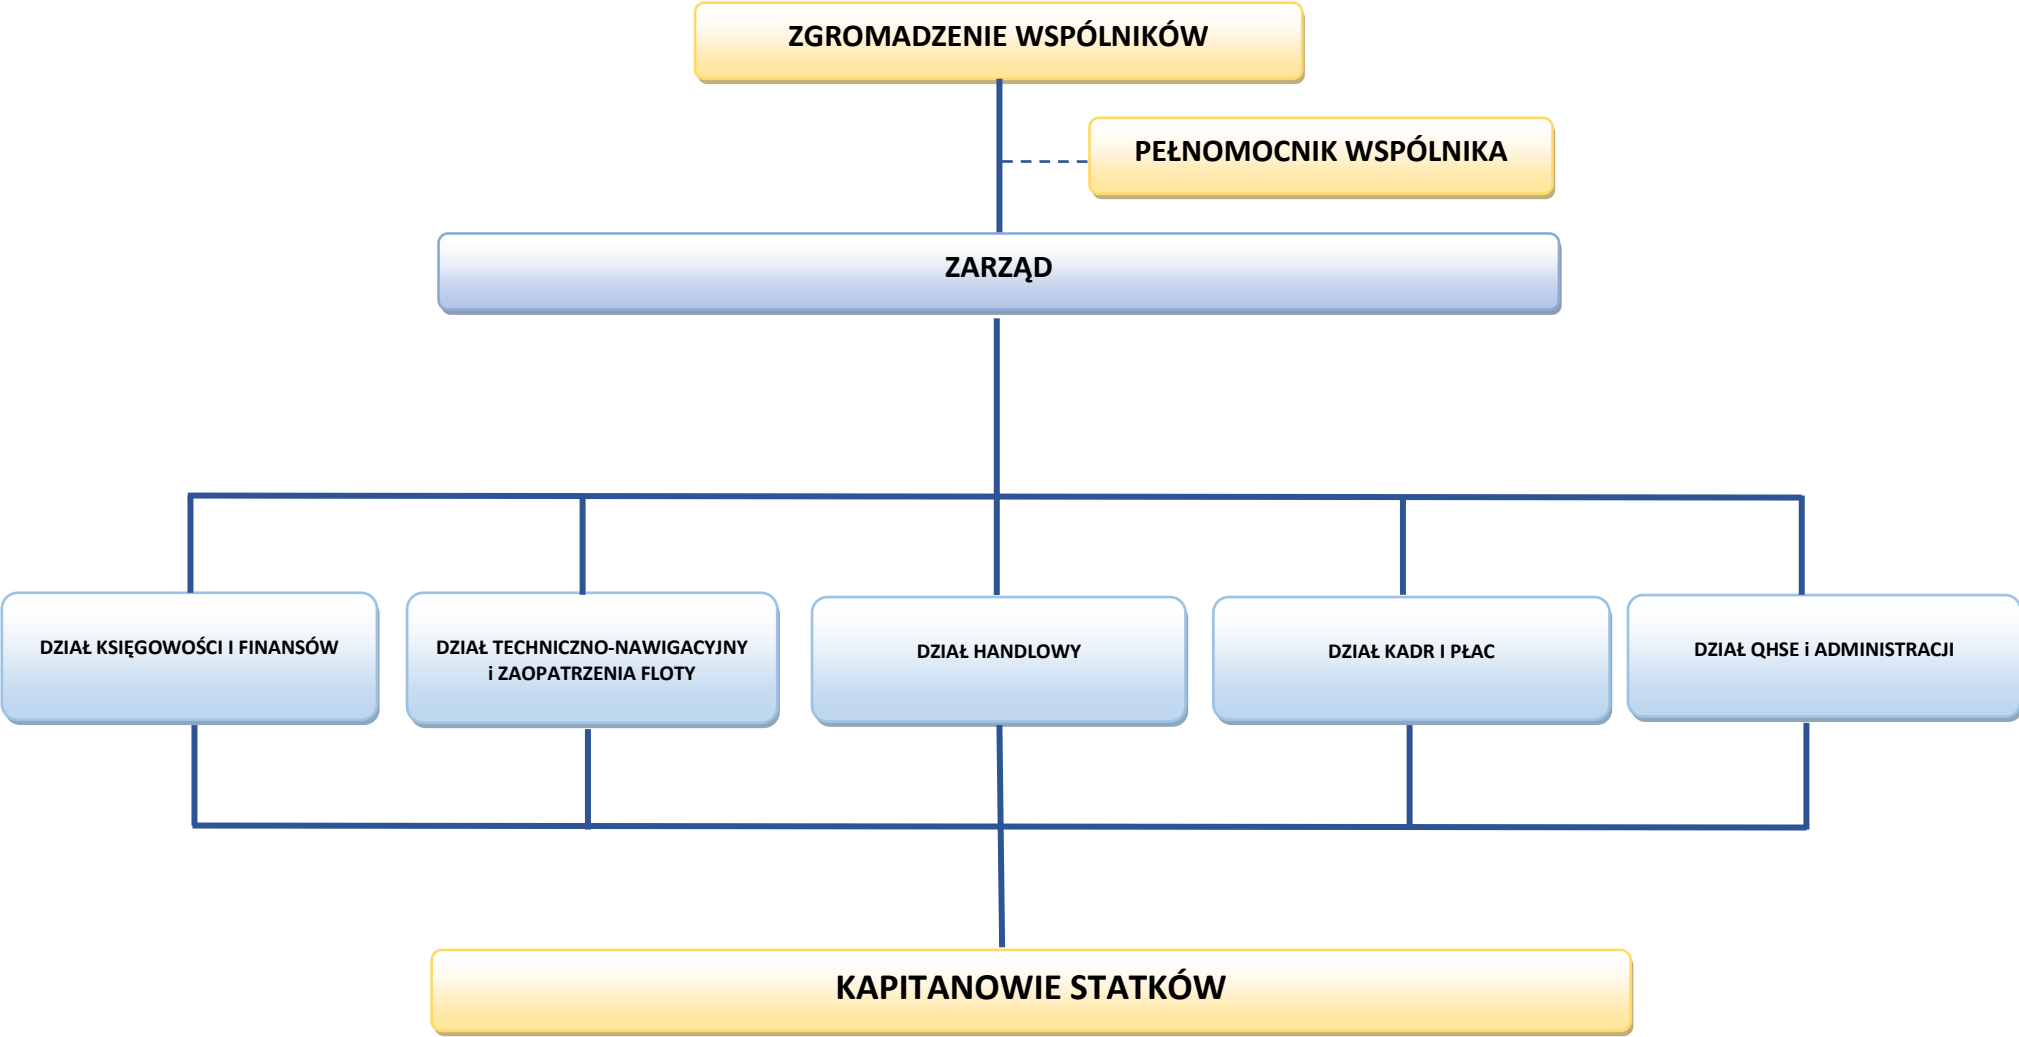 ZGROMADZENIE WSPÓLNIKÓW
PEŁNOMOCNIK WSPÓLNIKA
ZARZĄD
DZIAŁ KSIĘGOWOŚCI I FINANSÓW
DZIAŁ TECHNICZNO-NAWIGACYJNY
i ZAOPATRZENIA FLOTY
DZIAŁ HANDLOWY
DZIAŁ KADR I PŁAC
DZIAŁ QHSE i ADMINISTRACJI
KAPITANOWIE STATKÓW